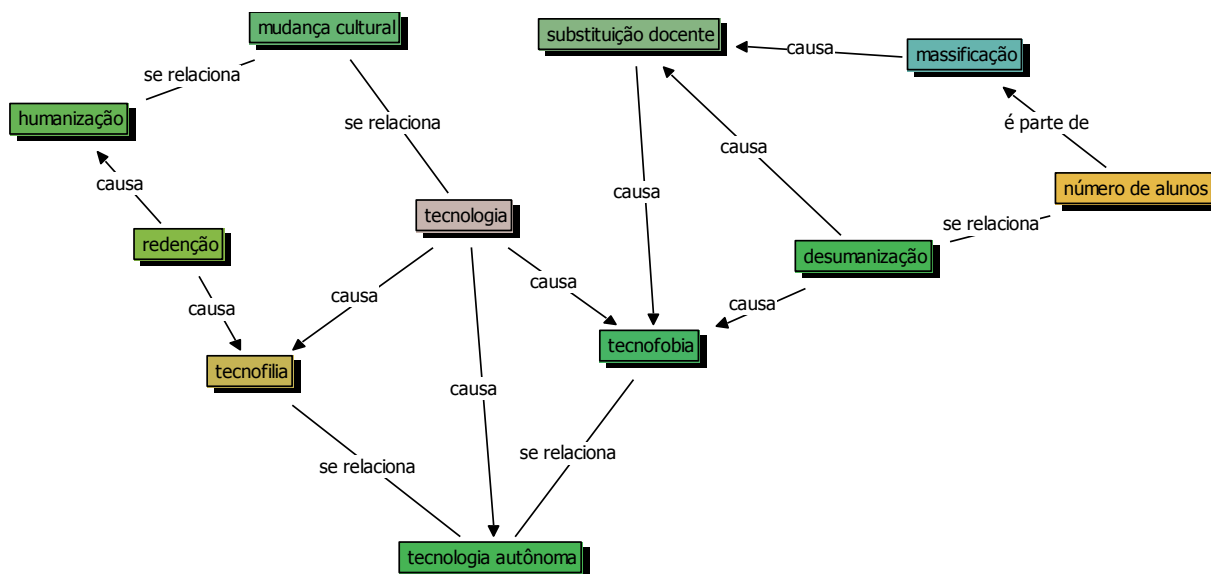 mudança cultural
substituição docente
causa
massificação
se relaciona
humanização
se relaciona
é parte de
causa
causa
causa
número de alunos
tecnologia
se relaciona
redenção
desumanização
causa
causa
causa
causa
tecnofobia
tecnofilia
causa
se relaciona
se relaciona
tecnologia autônoma